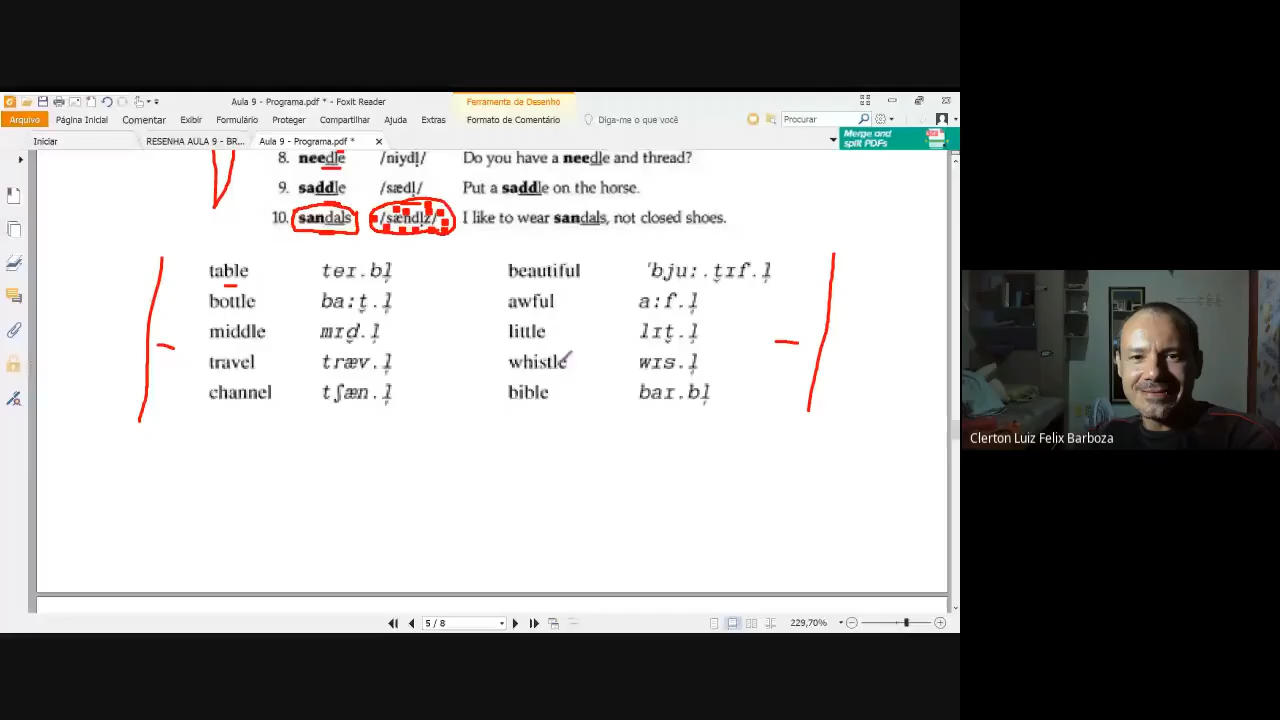 Aula 9 - Programa.pdf * - Foxit Reader
Ferramenta de Desenho
Arquivo Página Inicial Comentar Exibir Formulário Proteger Compartilhar Ajuda Extras Formato de Comentário Diga-me o que você Procurar
Iniciar RESENHA AULA 9 - BR... Aula 9 - Programa.pdf * Merge and split PDFs
8. needle /niydl̩/ Do you have a needle and thread?
9. saddle /sædl̩/ Put a saddle on the horse.
10. sandals /sændl̩z/ I like to wear sandals, not closed shoes.
table teɪ.bl̩ beautiful ˈbjuː.t̬ɪf.l̩
bottle baːt̬.l̩ awful aːf.l̩
middle mɪd̬.l̩ little lɪt̬.l̩
travel træv.l̩ whistle wɪs.l̩
channel tʃæn.l̩ bible baɪ.bl̩
5 / 8 229,70%
Clerton Luiz Felix Barboza